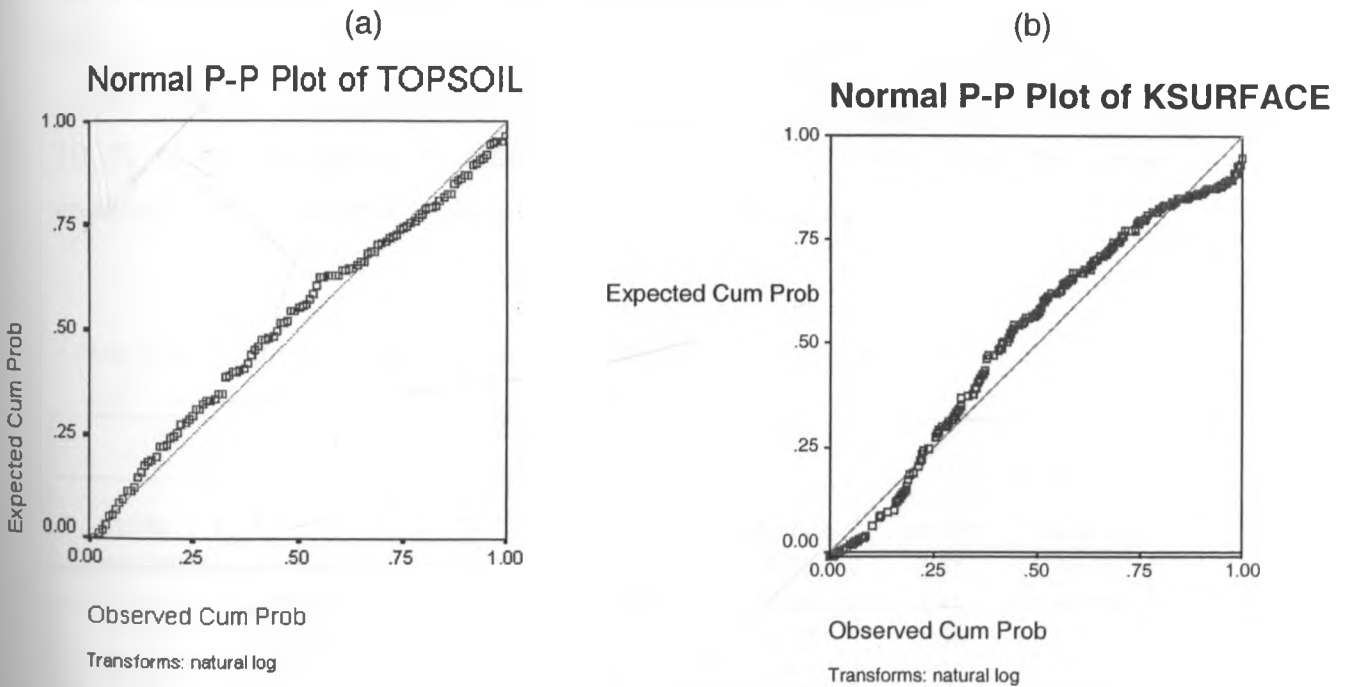 (a)
Normal P-P Plot of TOPSOIL
1.00
.75
.50
.25
0.00
Expected Cum Prob
0.00
.25
.50
.75
1.00
Observed Cum Prob
Transforms: natural log
(b)
Normal P-P Plot of KSURFACE
1.00
.75
Expected Cum Prob
.50
.25
0.00
0.00
.25
.50
.75
1.00
Observed Cum Prob
Transforms: natural log